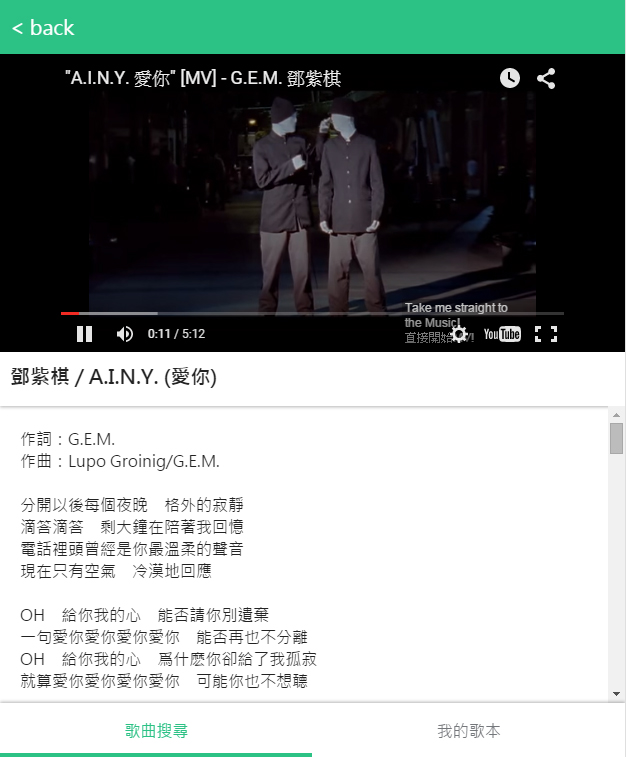 < back
"A.I.N.Y. 愛你" [MV] - G.E.M. 鄧紫棋
Take me straight to
the Music!
直接開始
0:11 / 5:12
YouTube
鄧紫棋 / A.I.N.Y. (愛你)
作詞：G.E.M.
作曲：Lupo Groinig/G.E.M.
分開以後每個夜晚　格外的寂靜
滴答滴答　剩大鐘在陪著我回憶
電話裡頭曾經是你最溫柔的聲音
現在只有空氣　冷漠地回應
OH　給你我的心　能否請你別遺棄
一句愛你愛你愛你愛你　能否再也不分離
OH　給你我的心　爲什麽你卻給了我孤寂
就算愛你愛你愛你愛你　可能你也不想聽
歌曲搜尋
我的歌本